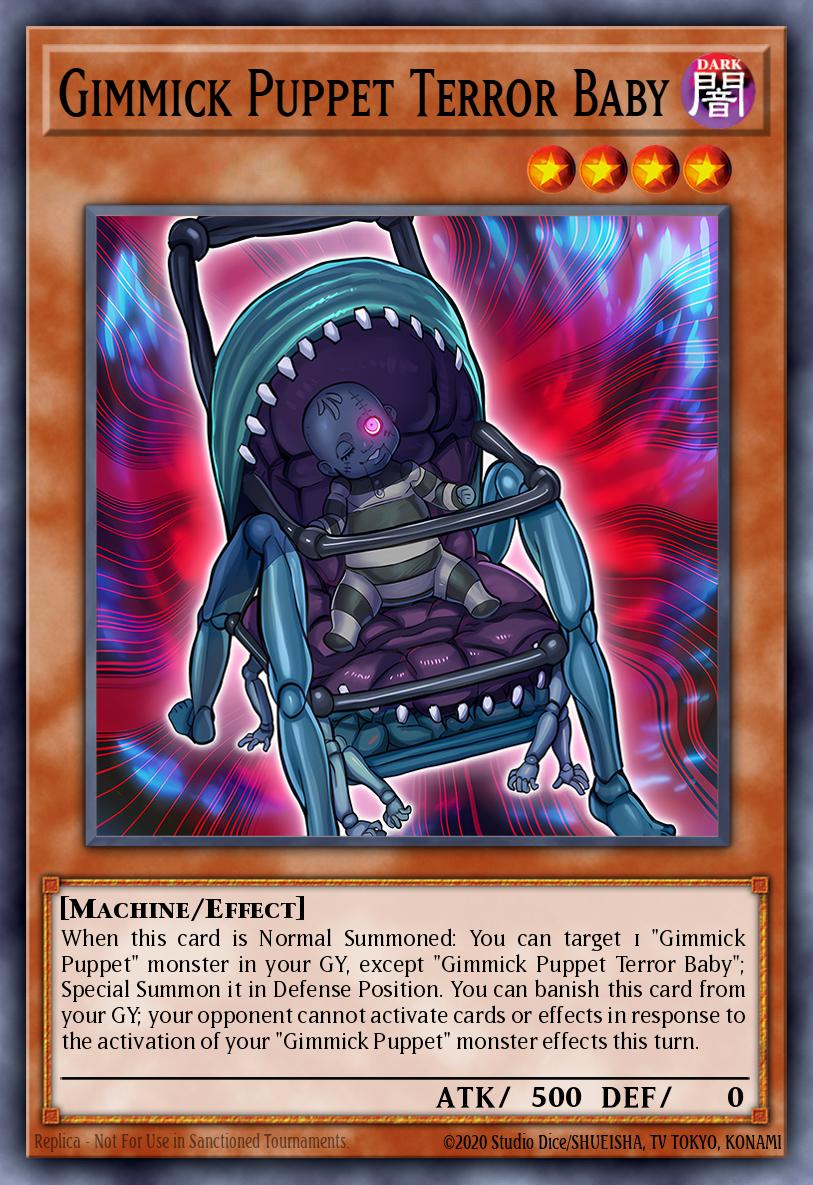 Gimmick Puppet Terror Baby
DARK
闇
[Machine/Effect]
When this card is Normal Summoned: You can target 1 "Gimmick
Puppet" monster in your GY, except "Gimmick Puppet Terror Baby";
Special Summon it in Defense Position. You can banish this card from
your GY; your opponent cannot activate cards or effects in response to
the activation of your "Gimmick Puppet" monster effects this turn.
ATK/ 500 DEF/ 0
Replica - Not For Use in Sanctioned Tournaments. ©2020 Studio Dice/SHUEISHA, TV TOKYO, KONAMI